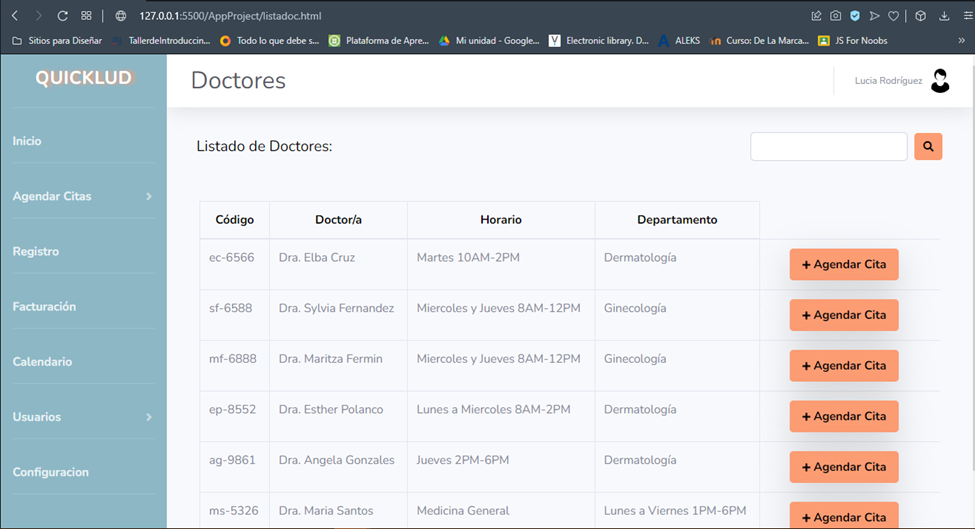 127.0.0.1:5500/AppProject/listadoc.html
Sitios para Diseñar TallerdeIntroduccin... Todo lo que debe s... Plataforma de Apre... Mi unidad - Google... Electronic library. D... ALEKS Curso: De La Marca... JS For Noobs
QUICKLUD
Doctores
Lucia Rodríguez
Inicio
Agendar Citas
Registro
Facturación
Calendario
Usuarios
Configuracion
Listado de Doctores:
Código Doctor/a Horario Departamento
ec-6566 Dra. Elba Cruz Martes 10AM-2PM Dermatología + Agendar Cita
sf-6588 Dra. Sylvia Fernandez Miercoles y Jueves 8AM-12PM Ginecología + Agendar Cita
mf-6888 Dra. Maritza Fermin Miercoles y Jueves 8AM-12PM Ginecología + Agendar Cita
ep-8552 Dra. Esther Polanco Lunes a Miercoles 8AM-2PM Dermatología + Agendar Cita
ag-9861 Dra. Angela Gonzales Jueves 2PM-6PM Dermatología + Agendar Cita
ms-5326 Dra. Maria Santos Medicina General Lunes a Viernes 1PM-6PM + Agendar Cita